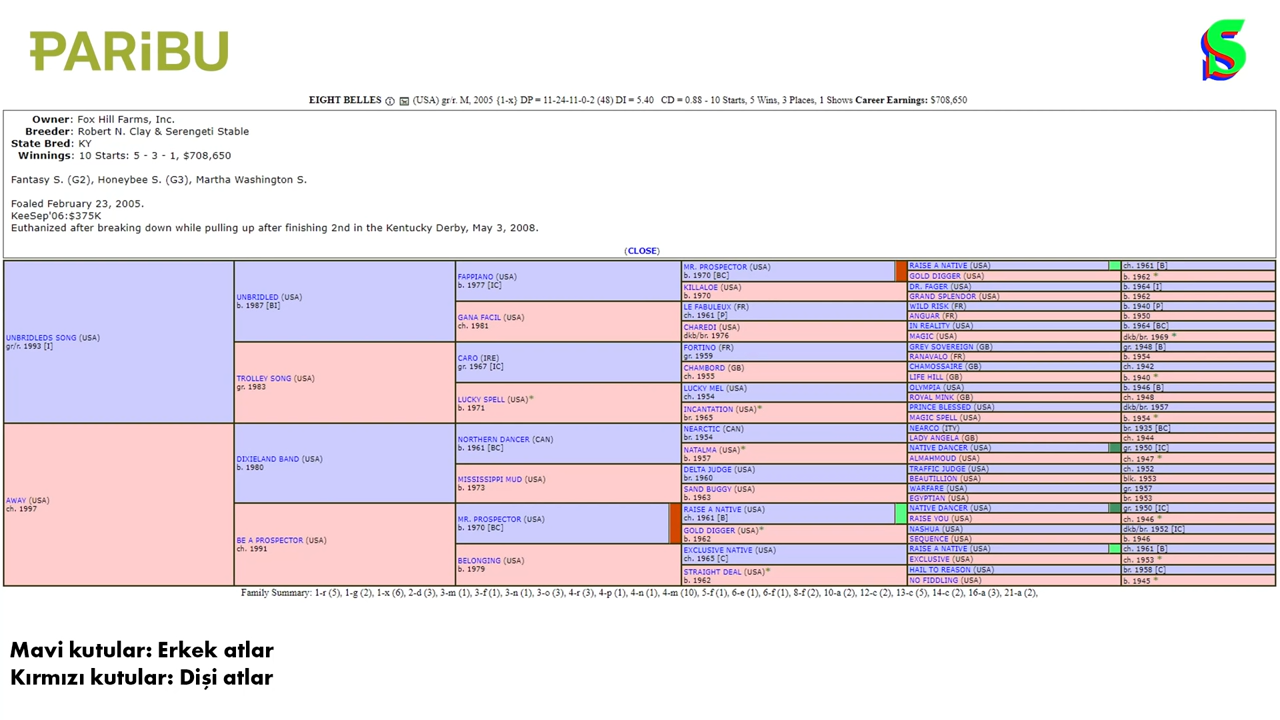 PARiBU
S
EIGHT BELLES (USA) gr/r. M, 2005 {1-x} DP = 11-24-11-0-2 (48) DI = 5.40 CD = 0.88 - 10 Starts, 5 Wins, 3 Places, 1 Shows Career Earnings: $708,650
Owner: Fox Hill Farms, Inc.
Breeder: Robert N. Clay & Serengeti Stable
State Bred: KY
Winnings: 10 Starts: 5 - 3 - 1, $708,650
Fantasy S. (G2), Honeybee S. (G3), Martha Washington S.
Foaled February 23, 2005.
KeeSep'06:$375K
Euthanized after breaking down while pulling up after finishing 2nd in the Kentucky Derby, May 3, 2008.
(CLOSE)
UNBRIDLEDS SONG (USA)
gr/r. 1993 [I]
AWAY (USA)
ch. 1997
UNBRIDLED (USA)
b. 1987 [BI]
TROLLEY SONG (USA)
gr. 1983
DIXIELAND BAND (USA)
b. 1980
BE A PROSPECTOR (USA)
ch. 1991
FAPPIANO (USA)
b. 1977 [IC]
GANA FACIL (USA)
ch. 1981
CARO (IRE)
gr. 1967 [IC]
LUCKY SPELL (USA)*
b. 1971
NORTHERN DANCER (CAN)
b. 1961 [BC]
MISSISSIPPI MUD (USA)
b. 1973
MR. PROSPECTOR (USA)
b. 1970 [BC]
BELONGING (USA)
b. 1979
MR. PROSPECTOR (USA)
b. 1970 [BC]
KILLALOE (USA)
b. 1970
LE FABULEUX (FR)
ch. 1961 [P]
CHAREDI (USA)
dkb/br. 1976
FORTINO (FR)
gr. 1959
CHAMBORD (GB)
ch. 1955
LUCKY MEL (USA)
ch. 1954
INCANTATION (USA)*
br. 1965
NEARCTIC (CAN)
br. 1954
NATALMA (USA)*
b. 1957
DELTA JUDGE (USA)
br. 1960
SAND BUGGY (USA)
b. 1963
RAISE A NATIVE (USA)
ch. 1961 [B]
GOLD DIGGER (USA)*
b. 1962
EXCLUSIVE NATIVE (USA)
ch. 1965 [C]
STRAIGHT DEAL (USA)*
b. 1962
RAISE A NATIVE (USA) ch. 1961 [B]
GOLD DIGGER (USA) b. 1962 *
DR. FAGER (USA) b. 1964 [I]
GRAND SPLENDOR (USA) b. 1962
WILD RISK (FR) b. 1940 [P]
ANGUAR (FR) b. 1950
IN REALITY (USA) b. 1964 [BC]
MAGIC (USA) dkb/br. 1969 *
GREY SOVEREIGN (GB) gr. 1948 [B]
RANAVALO (FR) b. 1954
CHAMOSSAIRE (GB) ch. 1942
LIFE HILL (GB) b. 1940 *
OLYMPIA (USA) b. 1946 [B]
ROYAL MINK (GB) ch. 1948
PRINCE BLESSED (USA) dkb/br. 1957
MAGIC SPELL (USA) b. 1954 *
NEARCO (ITY) br. 1935 [BC]
LADY ANGELA (GB) ch. 1944
NATIVE DANCER (USA) gr. 1950 [IC]
ALMAHMOUD (USA) ch. 1947 *
TRAFFIC JUDGE (USA) ch. 1952
BEAUTILLION (USA) blk. 1953
WARFARE (USA) gr. 1957
EGYPTIAN (USA) br. 1953
NATIVE DANCER (USA) gr. 1950 [IC]
RAISE YOU (USA) ch. 1946 *
NASHUA (USA) dkb/br. 1952 [IC]
SEQUENCE (USA) b. 1946
RAISE A NATIVE (USA) ch. 1961 [B]
EXCLUSIVE (USA) ch. 1953 *
HAIL TO REASON (USA) br. 1958 [C]
NO FIDDLING (USA) b. 1945 *
Family Summary: 1-r (5), 1-g (2), 1-x (6), 2-d (3), 3-m (1), 3-f (1), 3-n (1), 3-o (3), 4-r (3), 4-p (1), 4-n (1), 4-m (10), 5-f (1), 6-e (1), 6-f (1), 8-f (2), 10-a (2), 12-c (2), 13-c (5), 14-c (2), 16-a (3), 21-a (2),
Mavi kutular: Erkek atlar
Kırmızı kutular: Dişi atlar